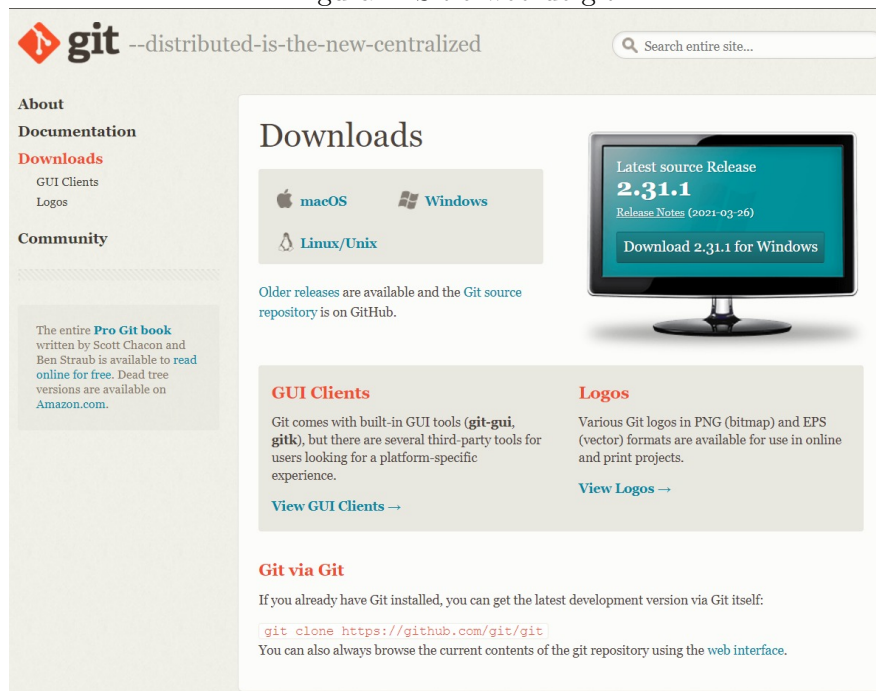 git --distributed-is-the-new-centralized
Search entire site...
About
Documentation
Downloads
GUI Clients
Logos
Community
The entire Pro Git book
written by Scott Chacon and
Ben Straub is available to read
online for free. Dead tree
versions are available on
Amazon.com.
Downloads
macOS
Windows
Linux/Unix
Older releases are available and the Git source
repository is on GitHub.
Latest source Release
2.31.1
Release Notes (2021-03-26)
Download 2.31.1 for Windows
GUI Clients
Git comes with built-in GUI tools (git-gui,
gitk), but there are several third-party tools for
users looking for a platform-specific
experience.
View GUI Clients →
Logos
Various Git logos in PNG (bitmap) and EPS
(vector) formats are available for use in online
and print projects.
View Logos →
Git via Git
If you already have Git installed, you can get the latest development version via Git itself:
git clone https://github.com/git/git
You can also always browse the current contents of the git repository using the web interface.